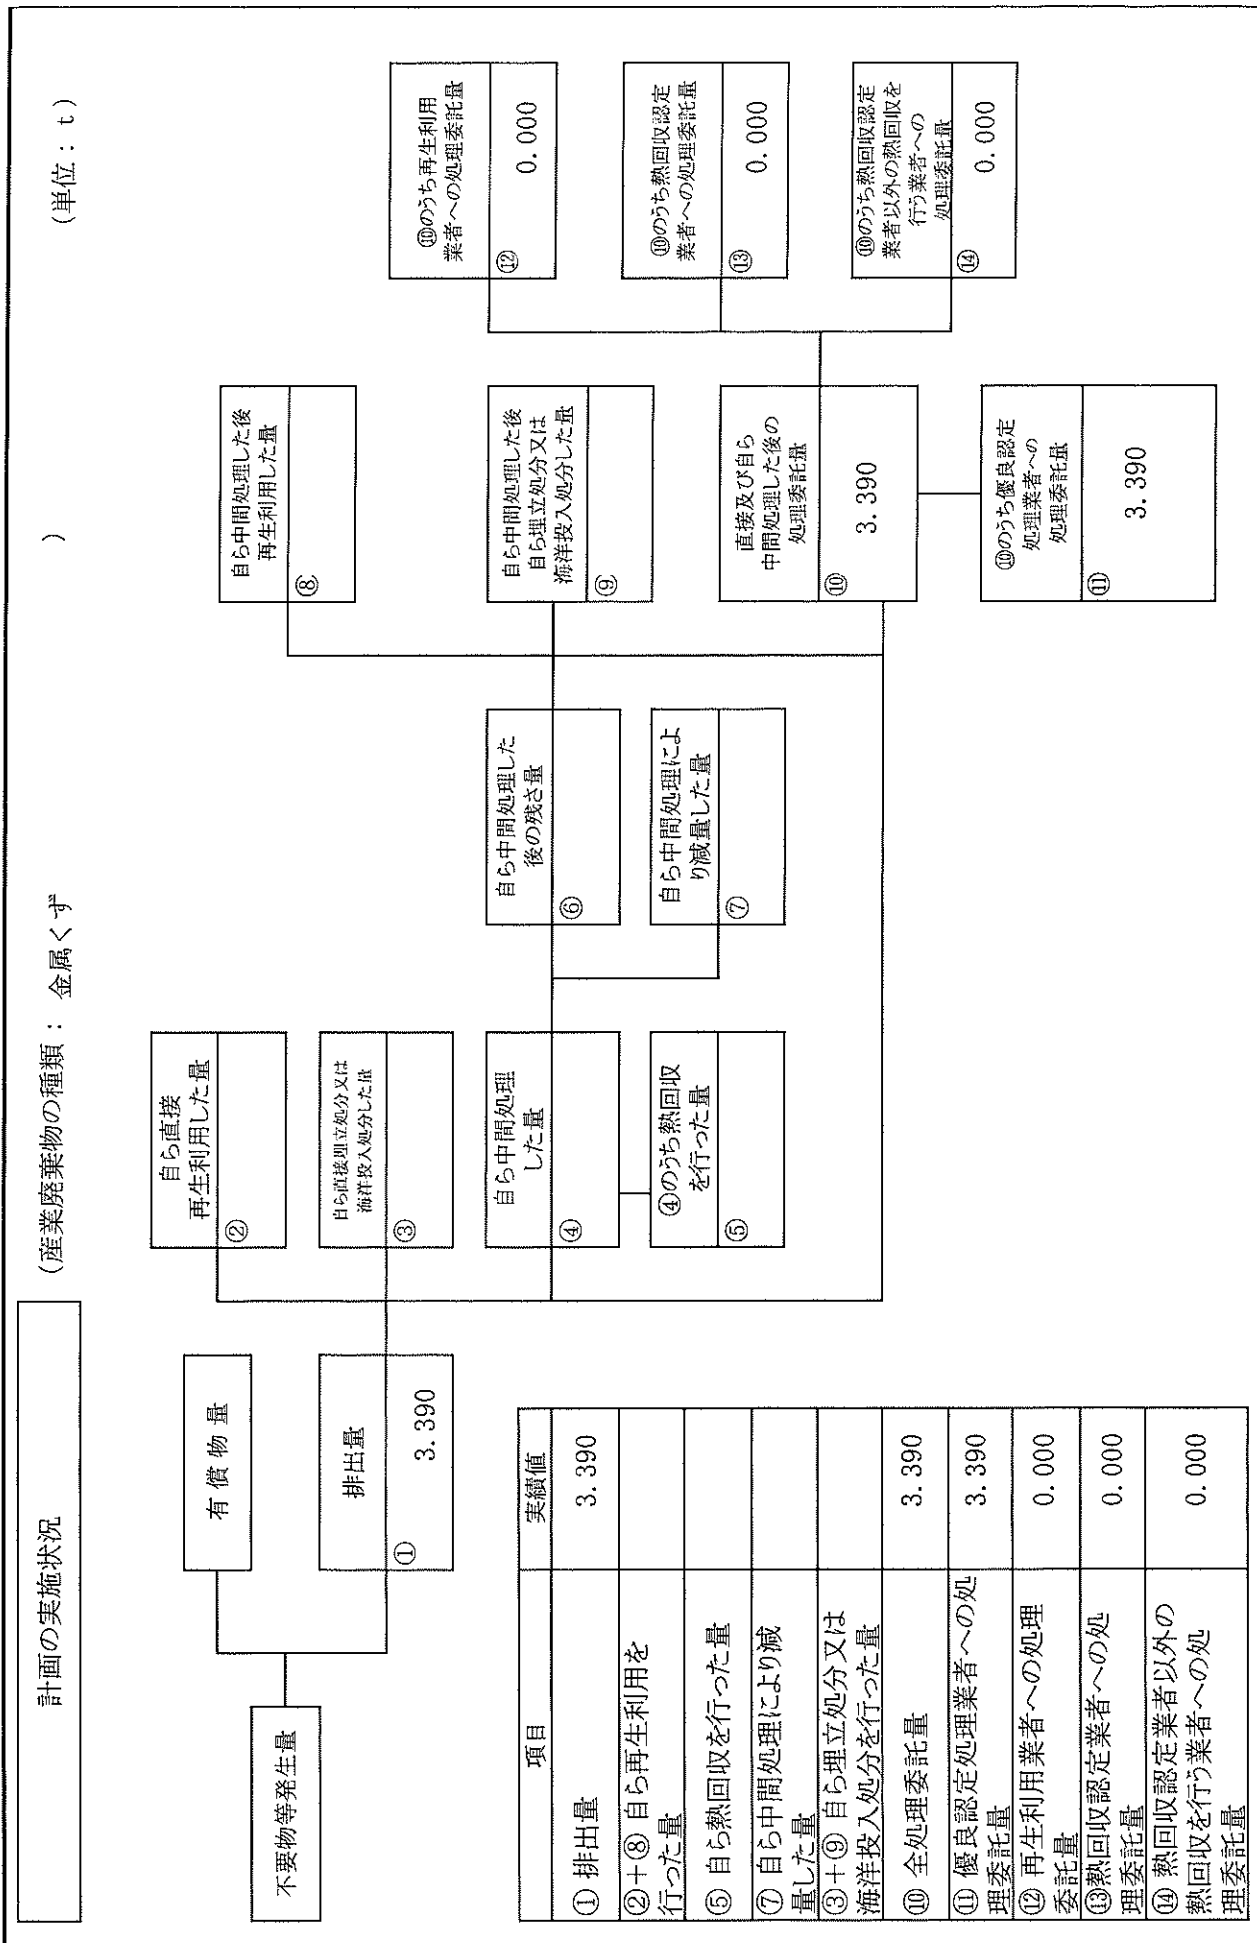 計画の実施状況
(産業廃棄物の種類： 金属くず )
(単位：t)
不要物等発生量
有償物量
排出量
①
3.390
自ら直接
再生利用した量
②
自ら直接埋立処分又は
海洋投入処分した量
③
自ら中間処理
した量
④
④のうち熱回収
を行った量
⑤
自ら中間処理した
後の残さ量
⑥
自ら中間処理によ
り減量した量
⑦
自ら中間処理した後
再生利用した量
⑧
自ら中間処理した後
自ら埋立処分又は
海洋投入処分した量
⑨
直接及び自ら
中間処理した後の
処理委託量
⑩
3.390
⑩のうち優良認定
処理業者への
処理委託量
⑪
3.390
⑩のうち再生利用
業者への処理委託量
⑫
0.000
⑩のうち熱回収認定
業者への処理委託量
⑬
0.000
⑩のうち熱回収認定
業者以外の熱回収を
行う業者への
処理委託量
⑭
0.000
項目 実績値
① 排出量 3.390
②+⑧ 自ら再生利用を
行った量
⑤ 自ら熱回収を行った量
⑦ 自ら中間処理により減
量した量
③+⑨ 自ら埋立処分又は
海洋投入処分を行った量
⑩ 全処理委託量 3.390
⑪ 優良認定処理業者への処
理委託量 3.390
⑫ 再生利用業者への処理
委託量 0.000
⑬熱回収認定業者への処
理委託量 0.000
⑭ 熱回収認定業者以外の
熱回収を行う業者への処
理委託量 0.000